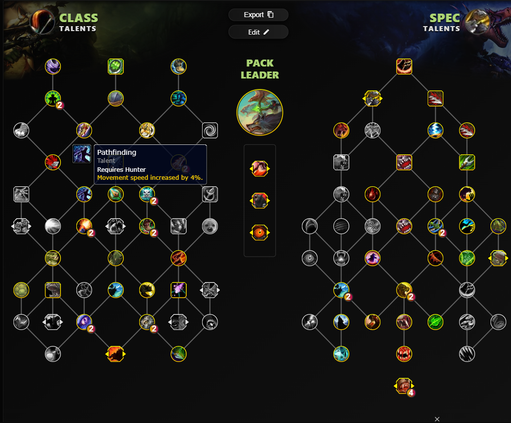 Export
Edit
CLASS
TALENTS
SPEC
TALENTS
PACK
LEADER
2
Pathfinding
Talent
Requires Hunter
Movement speed increased by 4%.
2
2
2
2
2
2
2
2
2
4